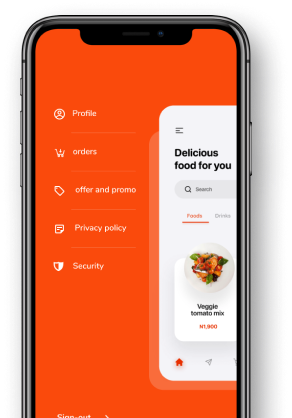 Profile
orders
offer and promo
Privacy policy
Security
Sign-out
Delicious
food for you
Search
Foods Drinks
Veggie
tomato mix
N1,900